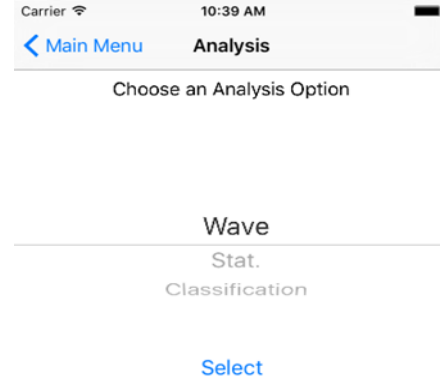 Carrier 10:39 AM
Main Menu Analysis
Choose an Analysis Option
Wave
Stat.
Classification
Select